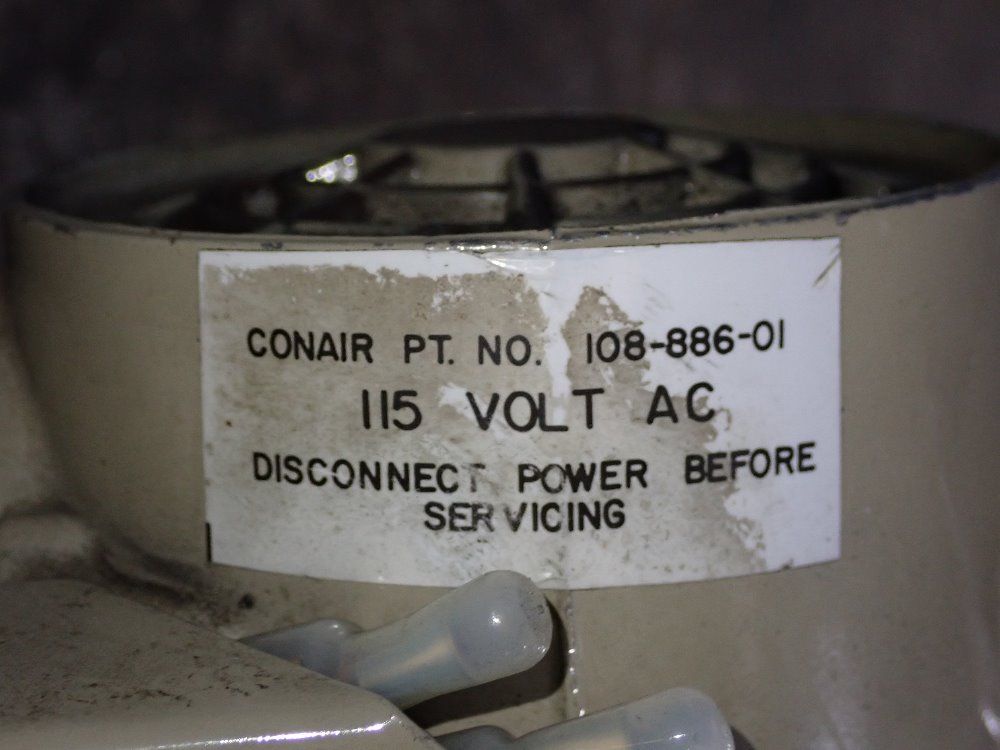 CONAIR PT. NO. 108-886-01
115 VOLT AC
DISCONNECT POWER BEFORE
SERVICING